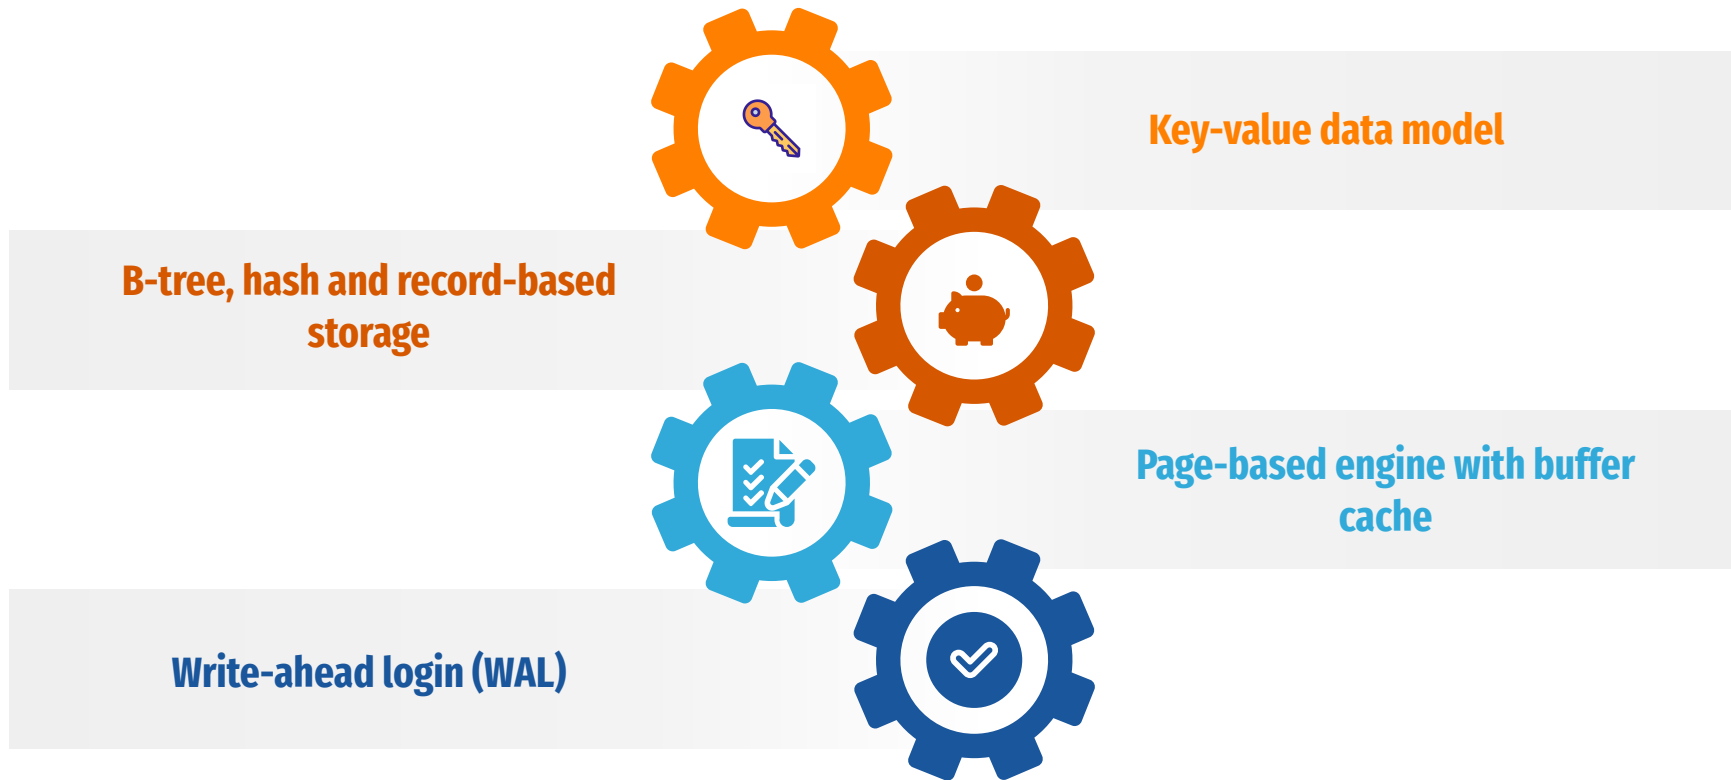 Key-value data model
B-tree, hash and record-based
storage
Page-based engine with buffer
cache
Write-ahead login (WAL)